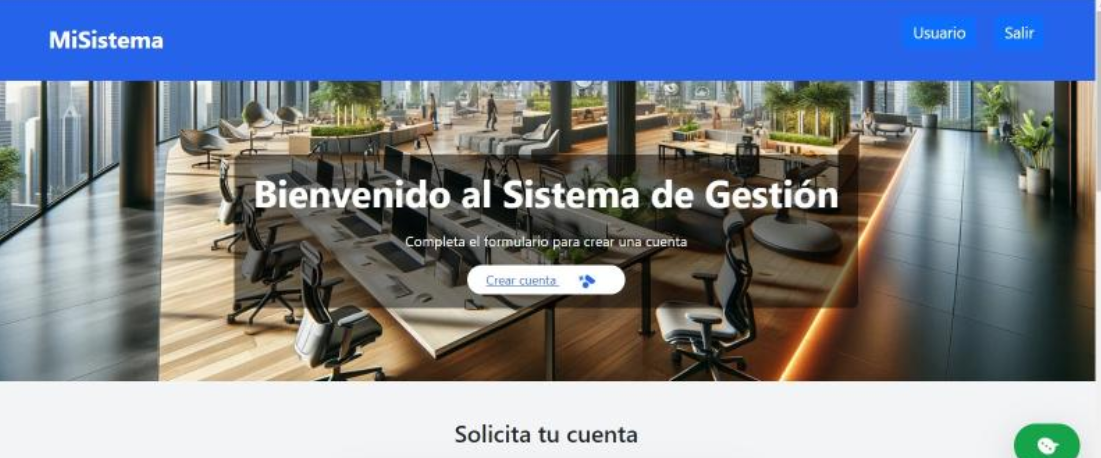 MiSistema
Usuario
Salir
Bienvenido al Sistema de Gestión
Completa el formulario para crear una cuenta
Crear cuenta
Solicita tu cuenta